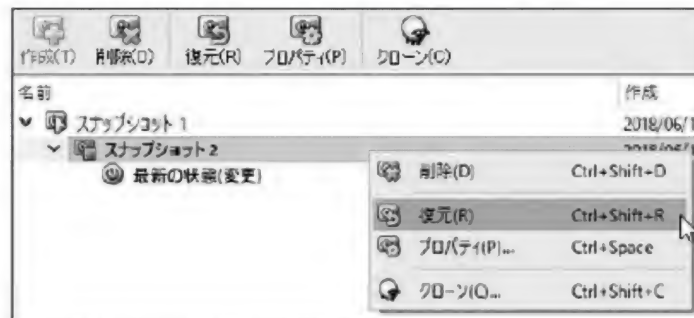 作成(T) 削除(D) 復元(R) プロパティ(P) クローン(C)
名前 作成
スナップショット 1 2018/06/1
スナップショット 2 2018/06/1
最新の状態(変更)
削除(D) Ctrl+Shift+D
復元(R) Ctrl+Shift+R
プロパティ(P)... Ctrl+Space
クローン(C)... Ctrl+Shift+C